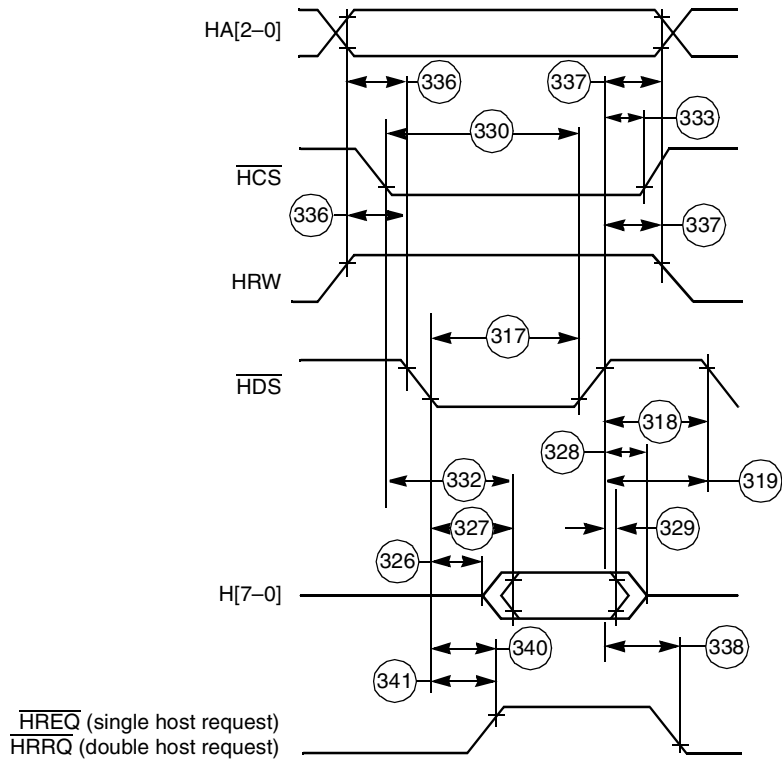 HA[2–0]
336
337
333
330
HCS
336
337
HRW
317
HDS
318
328
332
319
327
329
326
H[7–0]
340
338
341
HREQ (single host request)
HRRQ (double host request)